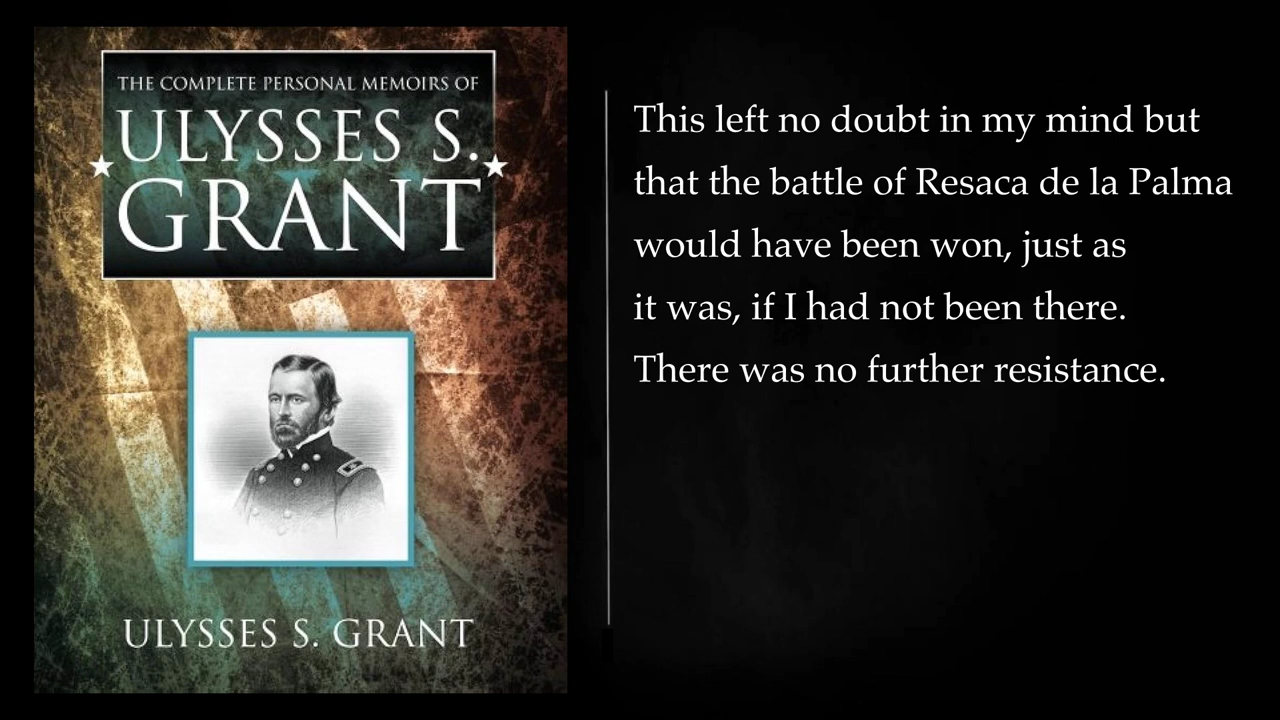 THE COMPLETE PERSONAL MEMOIRS OF
ULYSSES S.
GRANT
ULYSSES S. GRANT
This left no doubt in my mind but
that the battle of Resaca de la Palma
would have been won, just as
it was, if I had not been there.
There was no further resistance.